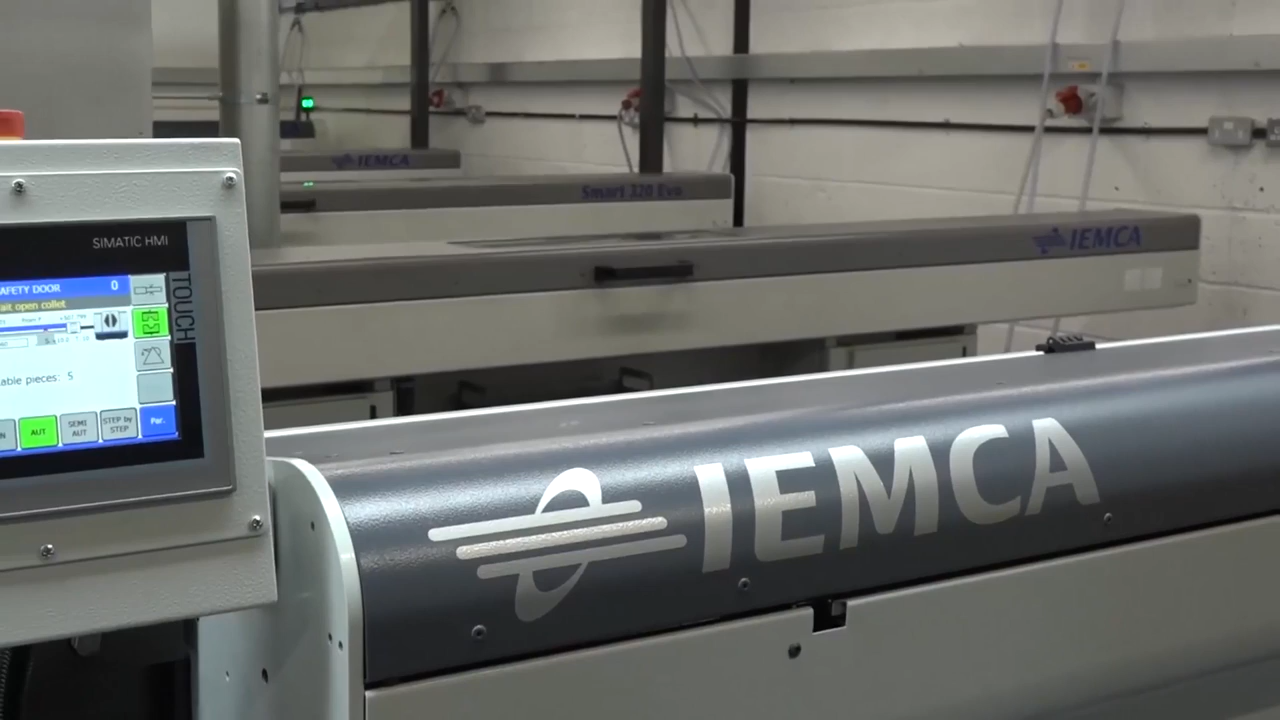 IEMCA
Smart 320 Evo
IEMCA
SIMATIC HMI
TOUCH
AFETY DOOR 0
ait open collet
able pieces: 5
N
AUT
SEMI
AUT
STEP by
STEP
Par.
IEMCA